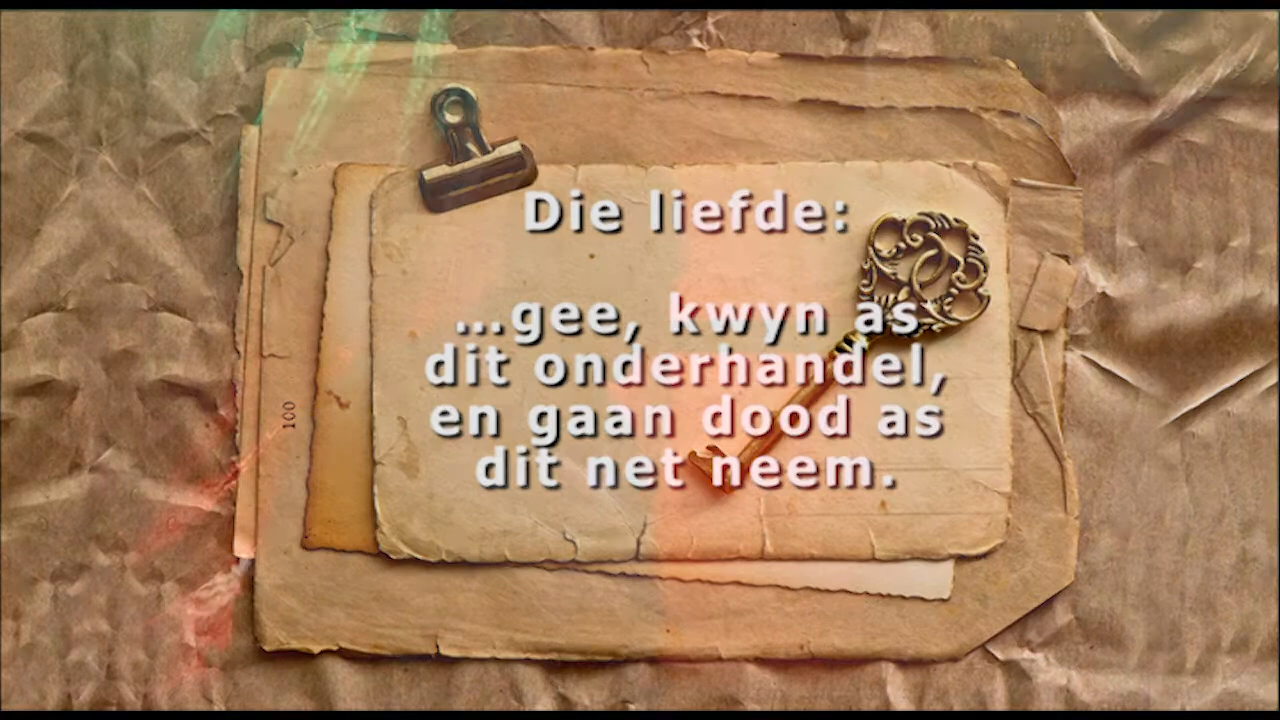 Die liefde:
...gee, kwyn as
dit onderhandel,
en gaan dood as
dit net neem.
100